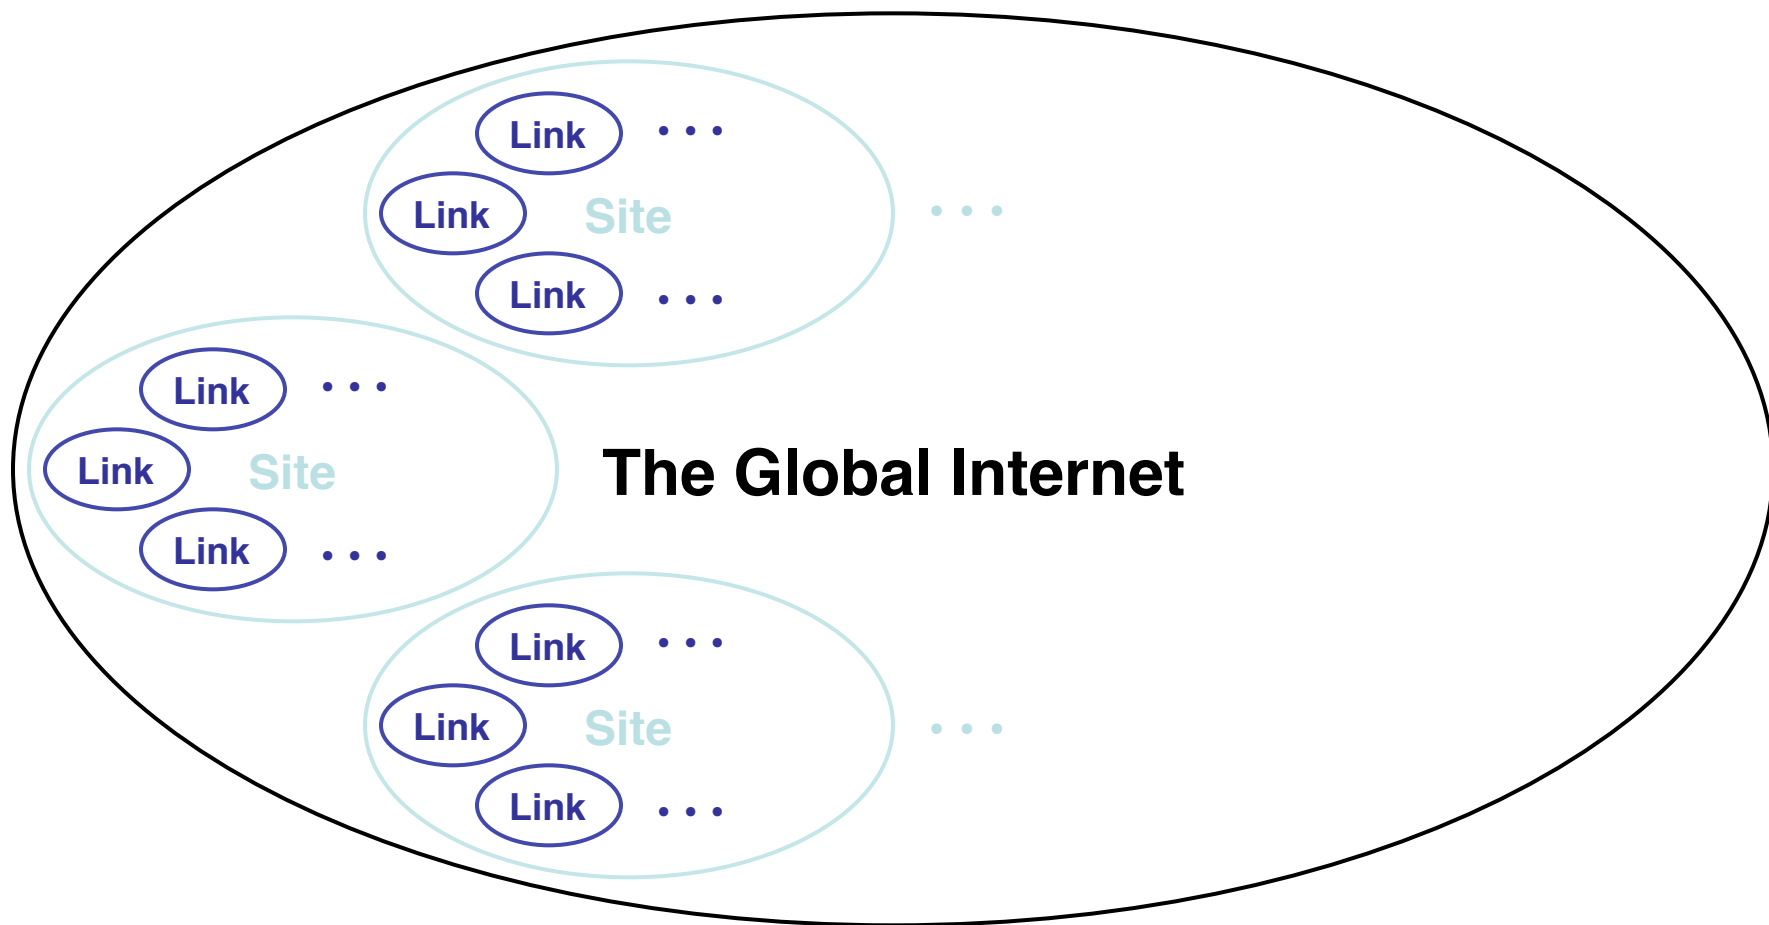 Link . . .
Link Site . . .
Link . . .
Link . . .
Link Site The Global Internet
Link . . .
Link . . .
Link Site . . .
Link . . .